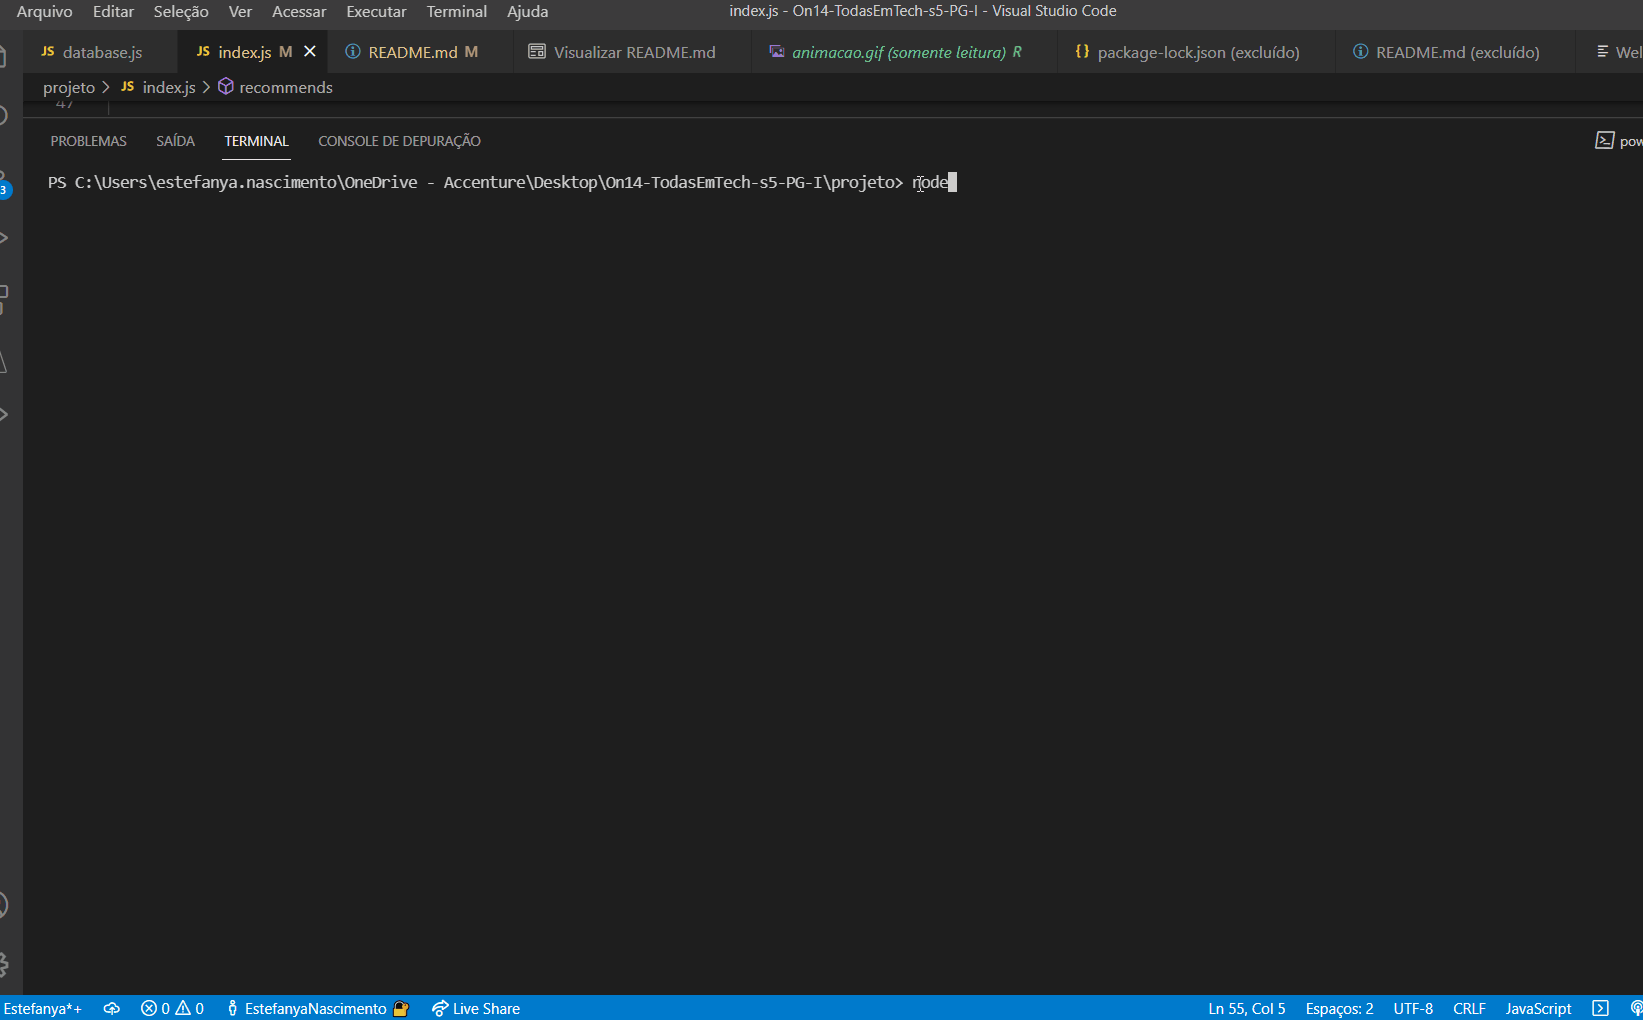 Arquivo Editar Seleção Ver Acessar Executar Terminal Ajuda index.js - On14-TodasEmTech-s5-PG-I - Visual Studio Code
JS database.js JS index.js M README.md M Visualizar README.md animacao.gif (somente leitura) R {} package-lock.json (excluído) README.md (excluído) Wel
projeto > JS index.js > recommends
47
PROBLEMAS SAÍDA TERMINAL CONSOLE DE DEPURAÇÃO pow
PS C:\Users\estefanya.nascimento\OneDrive - Accenture\Desktop\On14-TodasEmTech-s5-PG-I\projeto> node
3
Estefanya*+ 0 0 EstefanyaNascimento Live Share Ln 55, Col 5 Espaços: 2 UTF-8 CRLF JavaScript